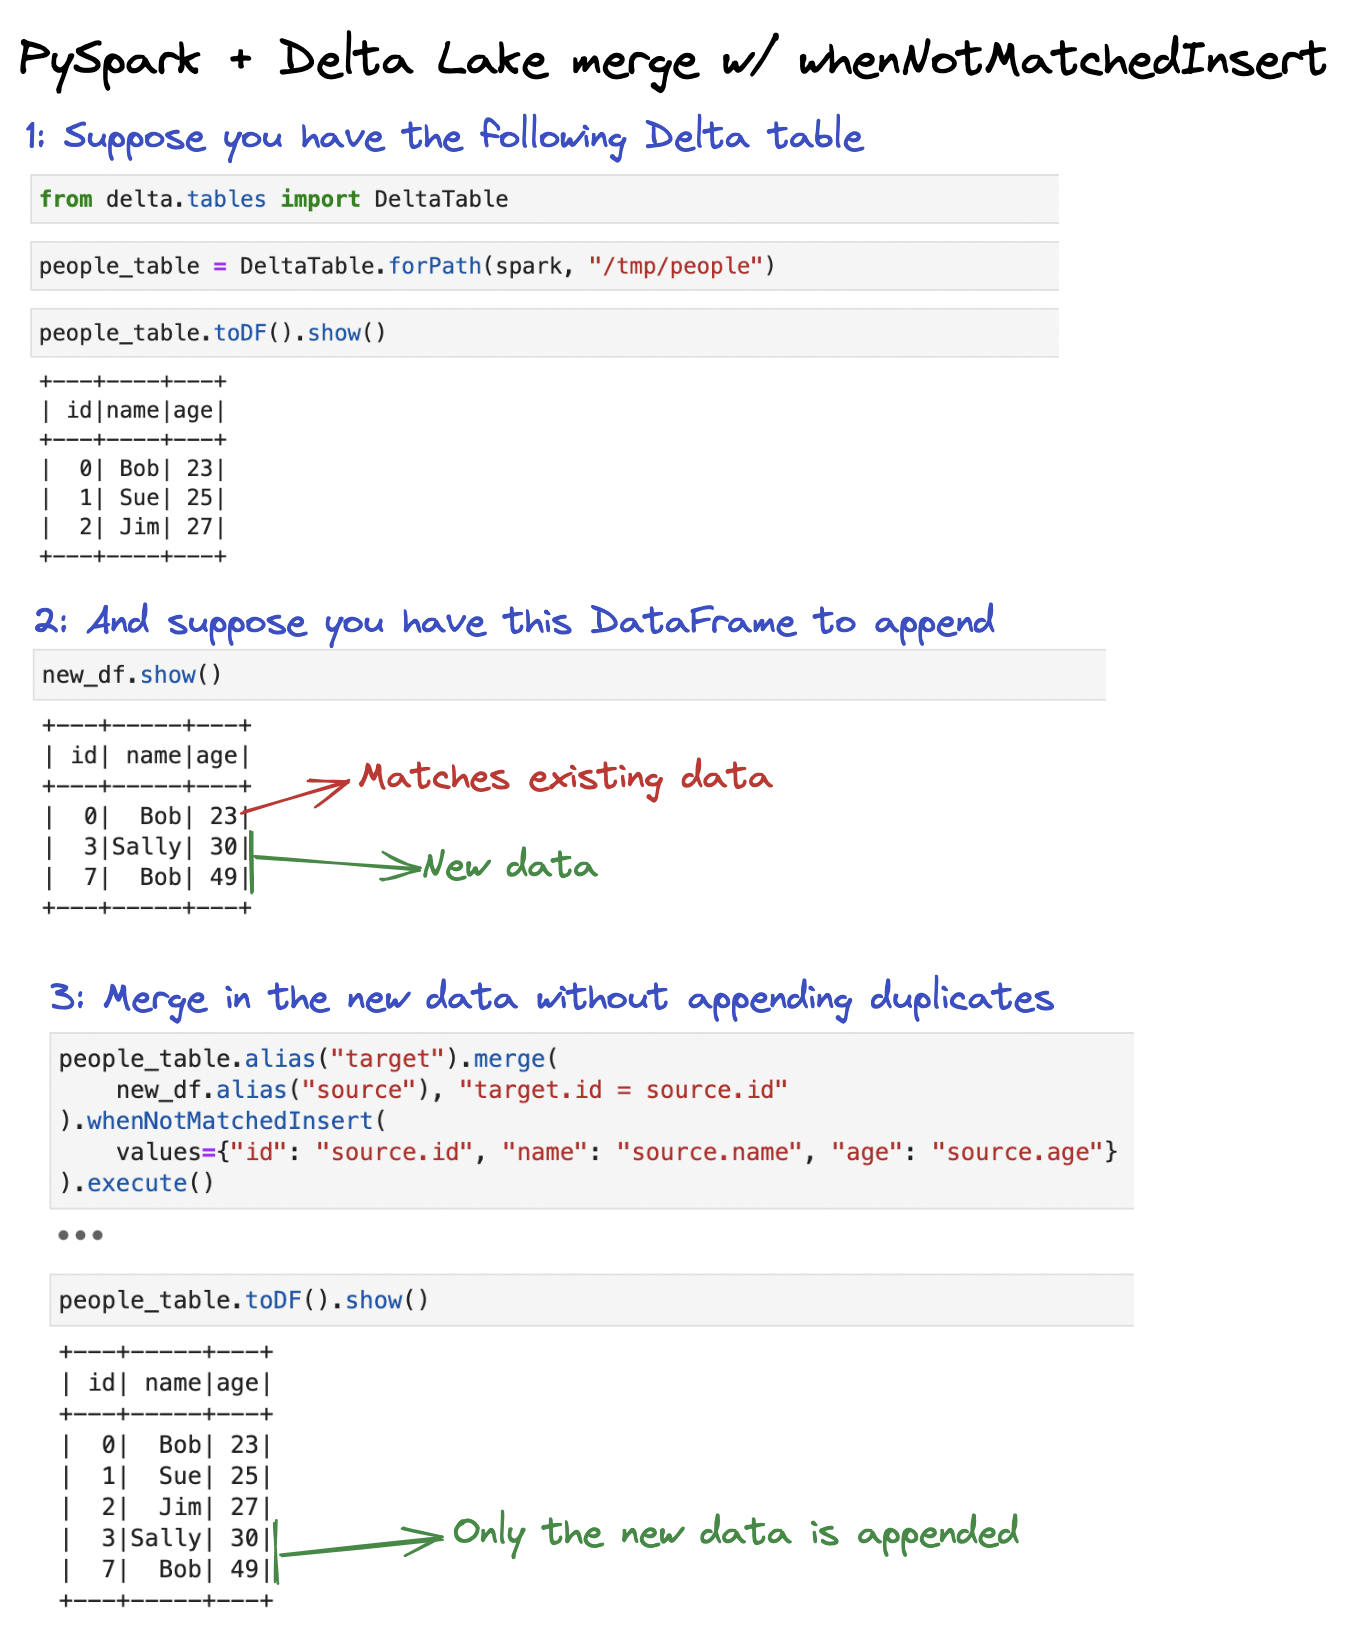 PySpark + Delta Lake merge w/ whenNotMatchedInsert
1: Suppose you have the following Delta table
from delta.tables import DeltaTable
people_table = DeltaTable.forPath(spark, "/tmp/people")
people_table.toDF().show()
+---+----+---+
| id|name|age|
+---+----+---+
|  0| Bob| 23|
|  1| Sue| 25|
|  2| Jim| 27|
+---+----+---+
2: And suppose you have this DataFrame to append
new_df.show()
+---+-----+---+
| id| name|age|
+---+-----+---+
Matches existing data
|  0|  Bob| 23|
|  3|Sally| 30|
New data
|  7|  Bob| 49|
+---+-----+---+
3: Merge in the new data without appending duplicates
people_table.alias("target").merge(
    new_df.alias("source"), "target.id = source.id"
).whenNotMatchedInsert(
    values={"id": "source.id", "name": "source.name", "age": "source.age"}
).execute()
•••
people_table.toDF().show()
+---+-----+---+
| id| name|age|
+---+-----+---+
|  0|  Bob| 23|
|  1|  Sue| 25|
|  2|  Jim| 27|
|  3|Sally| 30|
Only the new data is appended
|  7|  Bob| 49|
+---+-----+---+